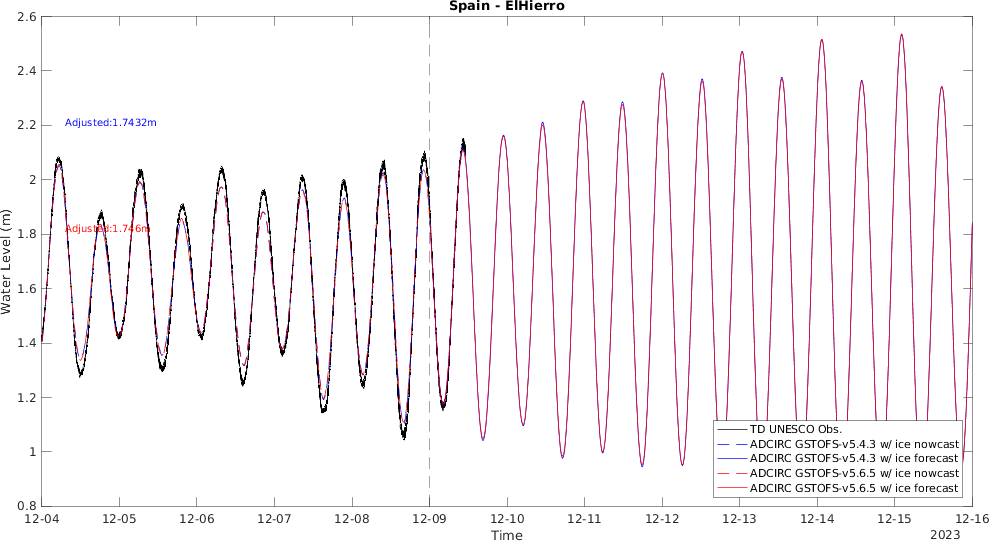 Spain - ElHierro
2.6
2.4
2.2
2
1.8
1.6
1.4
1.2
1
0.8
Water Level (m)
Adjusted:1.7432m
Adjusted:1.746m
TD UNESCO Obs.
ADCIRC GSTOFS-v5.4.3 w/ ice nowcast
ADCIRC GSTOFS-v5.4.3 w/ ice forecast
ADCIRC GSTOFS-v5.6.5 w/ ice nowcast
ADCIRC GSTOFS-v5.6.5 w/ ice forecast
12-04 12-05 12-06 12-07 12-08 12-09 12-10 12-11 12-12 12-13 12-14 12-15 12-16
Time
2023